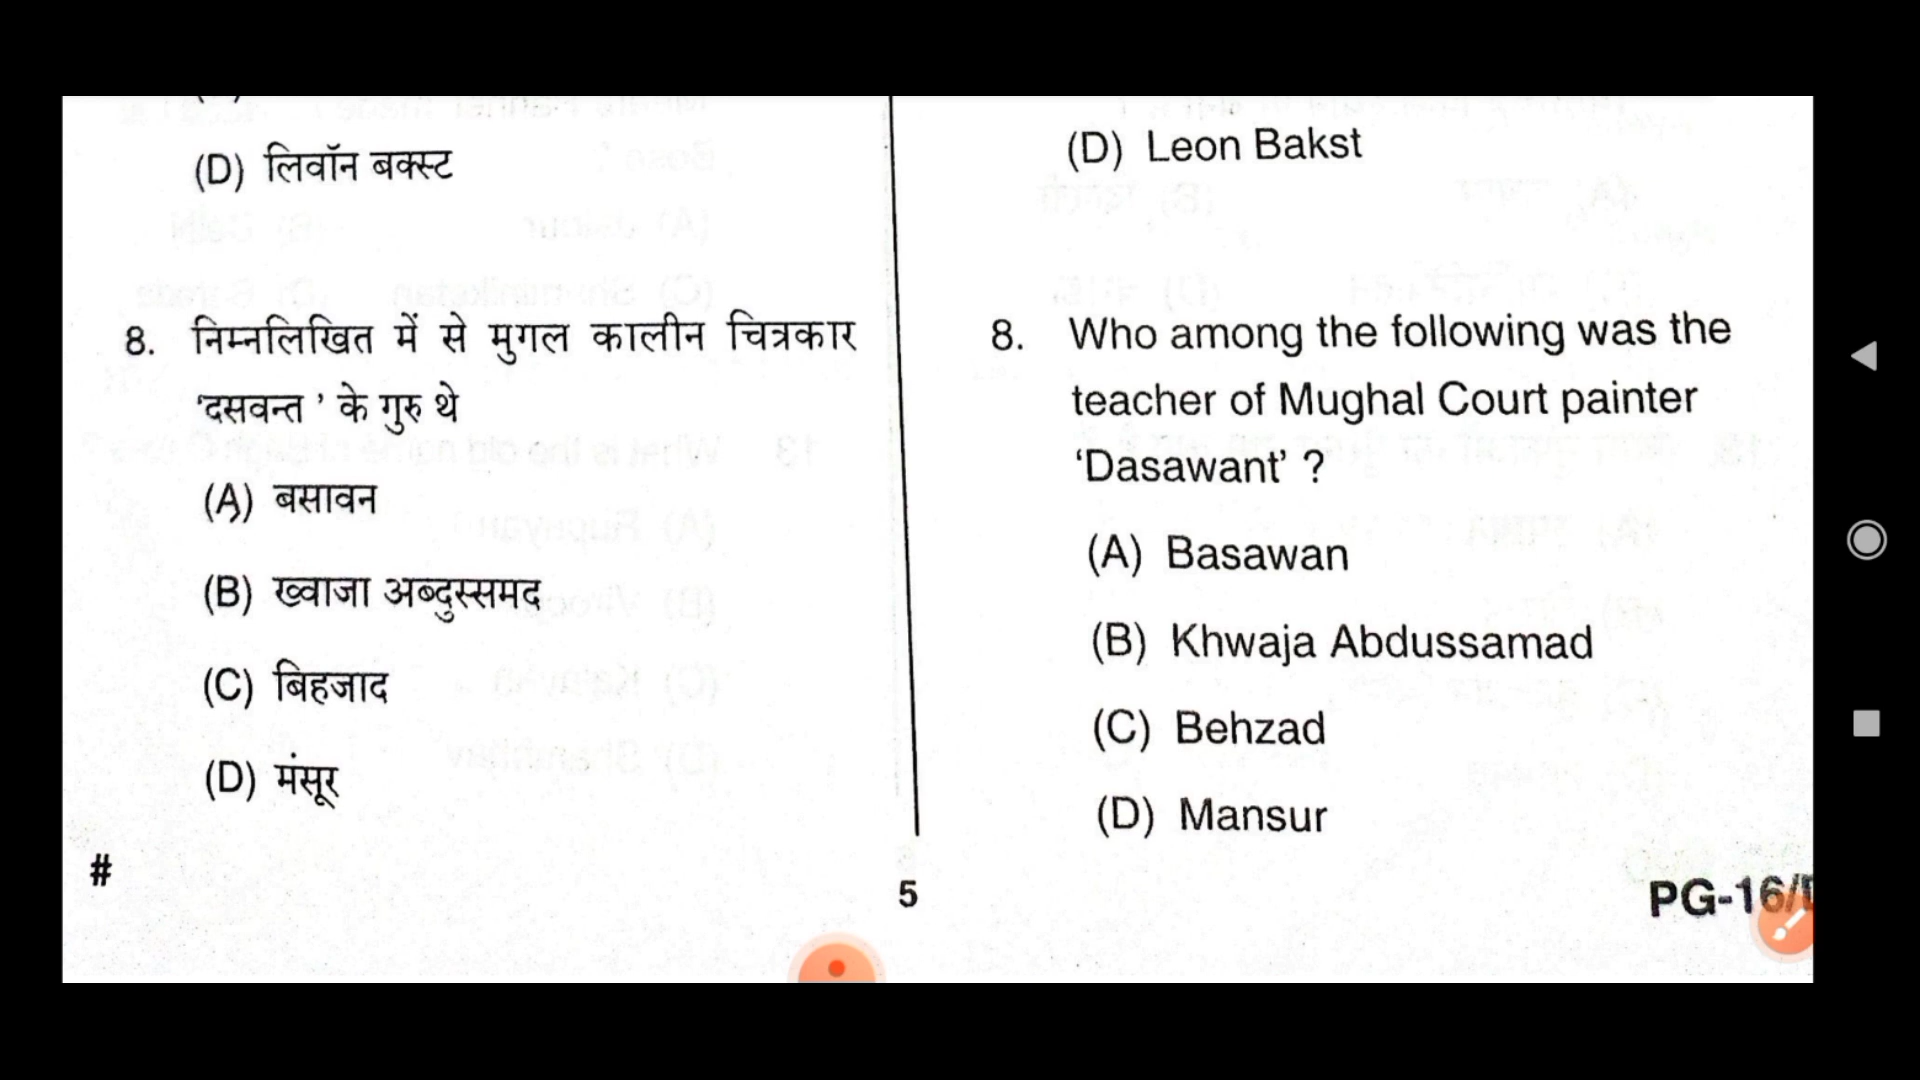 (D) लिवॉन बक्स्ट
8. निम्नलिखित में से मुगल कालीन चित्रकार
'दसवन्त ' के गुरु थे
(A) बसावन
(B) ख्वाजा अब्दुस्समद
(C) बिहजाद
(D) मंसूर
#
(D) Leon Bakst
8. Who among the following was the
teacher of Mughal Court painter
'Dasawant' ?
(A) Basawan
(B) Khwaja Abdussamad
(C) Behzad
(D) Mansur
5
PG-16/